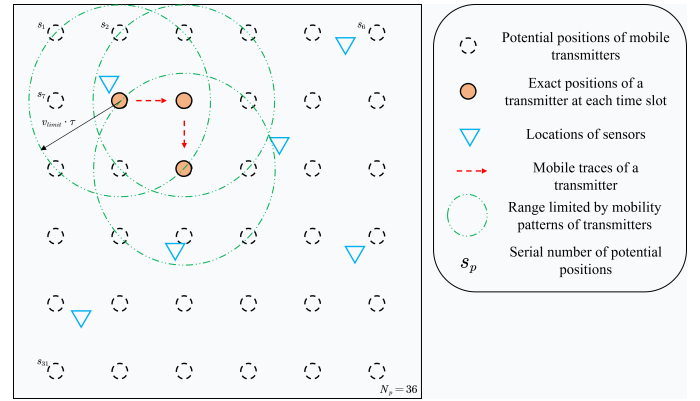 s₁
s₂
s₆
s₇
v_limit · τ
s₃₁
Nₚ = 36
Potential positions of mobile
transmitters
Exact positions of a
transmitter at each time slot
Locations of sensors
Mobile traces of a
transmitter
Range limited by mobility
patterns of transmitters
sₚ
Serial number of potential
positions